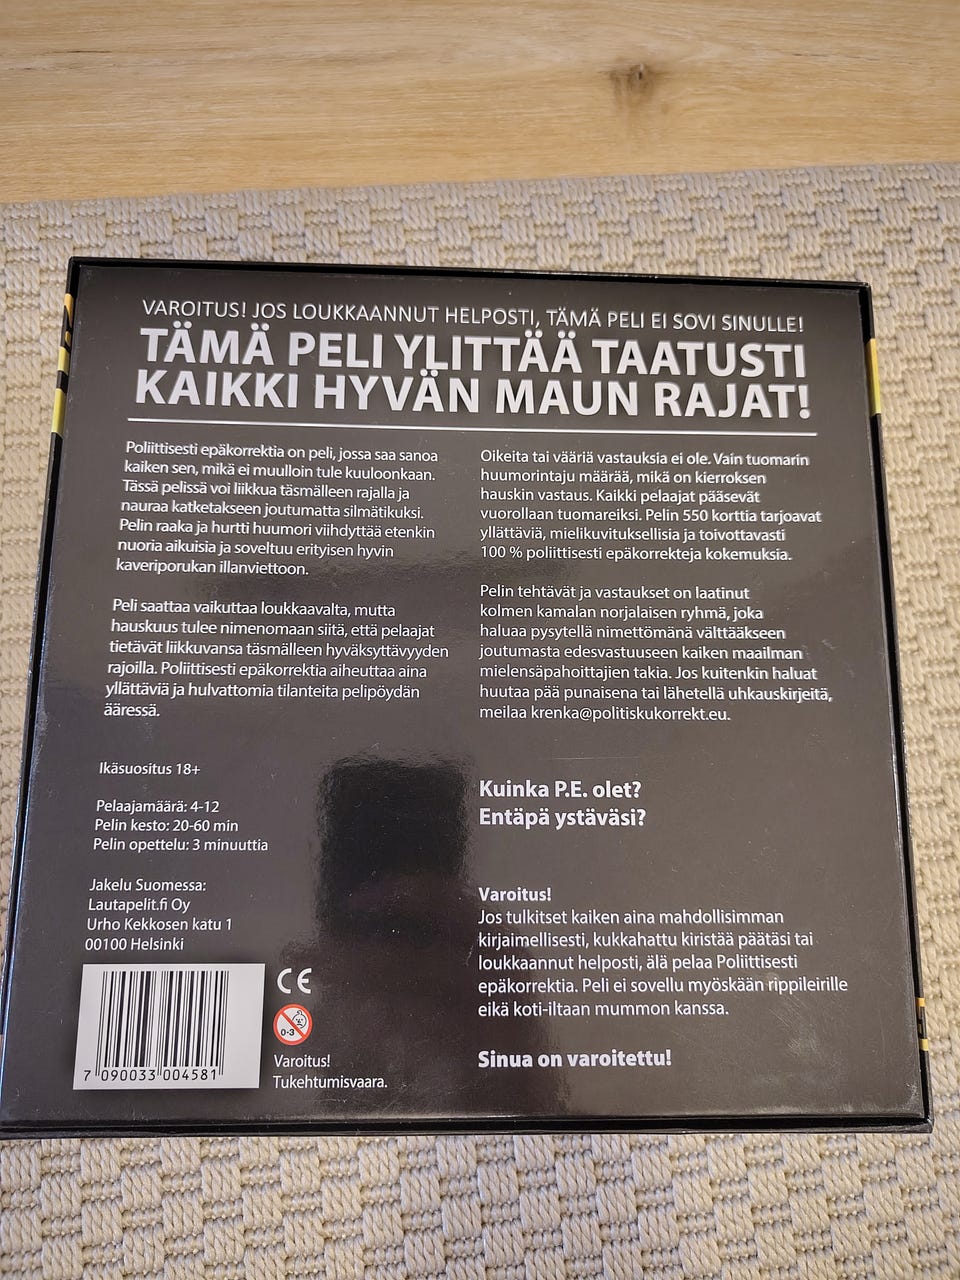 VAROITUS! JOS LOUKKAANNUT HELPOSTI, TÄMÄ PELI EI SOVI SINULLE!
TÄMÄ PELI YLITTÄÄ TAATUSTI
KAIKKI HYVÄN MAUN RAJAT!
Poliittisesti epäkorrektia on peli, jossa saa sanoa
kaiken sen, mikä ei muulloin tule kuuloonkaan.
Tässä pelissä voi liikkua täsmälleen rajalla ja
nauraa katketakseen joutumatta silmätikuksi.
Pelin raaka ja hurtti huumori viihdyttää etenkin
nuoria aikuisia ja soveltuu erityisen hyvin
kaveriporukan illanviettoon.
Peli saattaa vaikuttaa loukkaavalta, mutta
hauskuus tulee nimenomaan siitä, että pelaajat
tietävät liikkuvansa täsmälleen hyväksyttävyyden
rajoilla. Poliittisesti epäkorrektia aiheuttaa aina
yllättäviä ja hulvattomia tilanteita pelipöydän
ääressä.
Ikäsuositus 18+
Pelaajamäärä: 4-12
Pelin kesto: 20-60 min
Pelin opettelu: 3 minuuttia
Jakelu Suomessa:
Lautapelit.fi Oy
Urho Kekkosen katu 1
00100 Helsinki
7 090033 004581
CE
0-3
Varoitus!
Tukehtumisvaara.
Oikeita tai vääriä vastauksia ei ole. Vain tuomarin
huumorintaju määrää, mikä on kierroksen
hauskin vastaus. Kaikki pelaajat pääsevät
vuorollaan tuomareiksi. Pelin 550 korttia tarjoavat
yllättäviä, mielikuvituksellisia ja toivottavasti
100 % poliittisesti epäkorrekteja kokemuksia.
Pelin tehtävät ja vastaukset on laatinut
kolmen kamalan norjalaisen ryhmä, joka
haluaa pysytellä nimettömänä välttääkseen
joutumasta edesvastuuseen kaiken maailman
mielensäpahoittajien takia. Jos kuitenkin haluat
huutaa pää punaisena tai lähetellä uhkauskirjeitä,
meilaa krenka@politiskukorrekt.eu.
Kuinka P.E. olet?
Entäpä ystäväsi?
Varoitus!
Jos tulkitset kaiken aina mahdollisimman
kirjaimellisesti, kukkahattu kiristää päätäsi tai
loukkaannut helposti, älä pelaa Poliittisesti
epäkorrektia. Peli ei sovellu myöskään rippileirille
eikä koti-iltaan mummon kanssa.
Sinua on varoitettu!